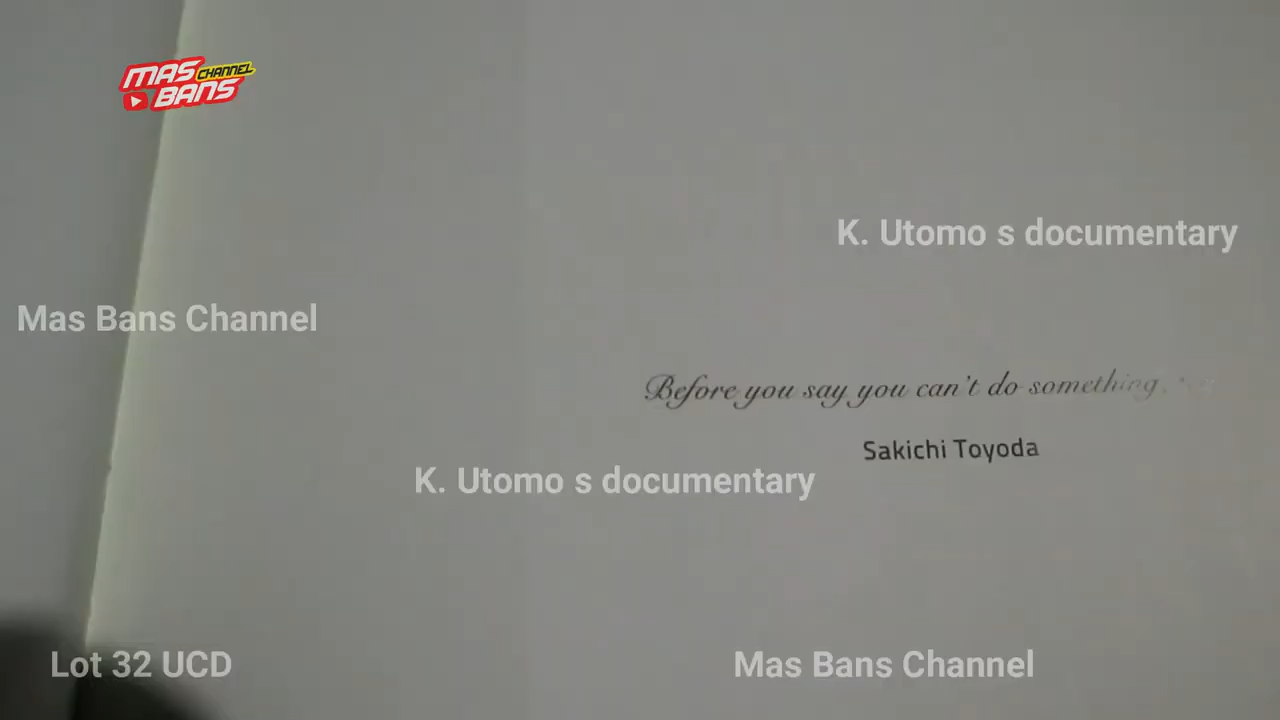 MAS CHANNEL
BANS
K. Utomo s documentary
Mas Bans Channel
Before you say you can't do something,
Sakichi Toyoda
K. Utomo s documentary
Lot 32 UCD
Mas Bans Channel